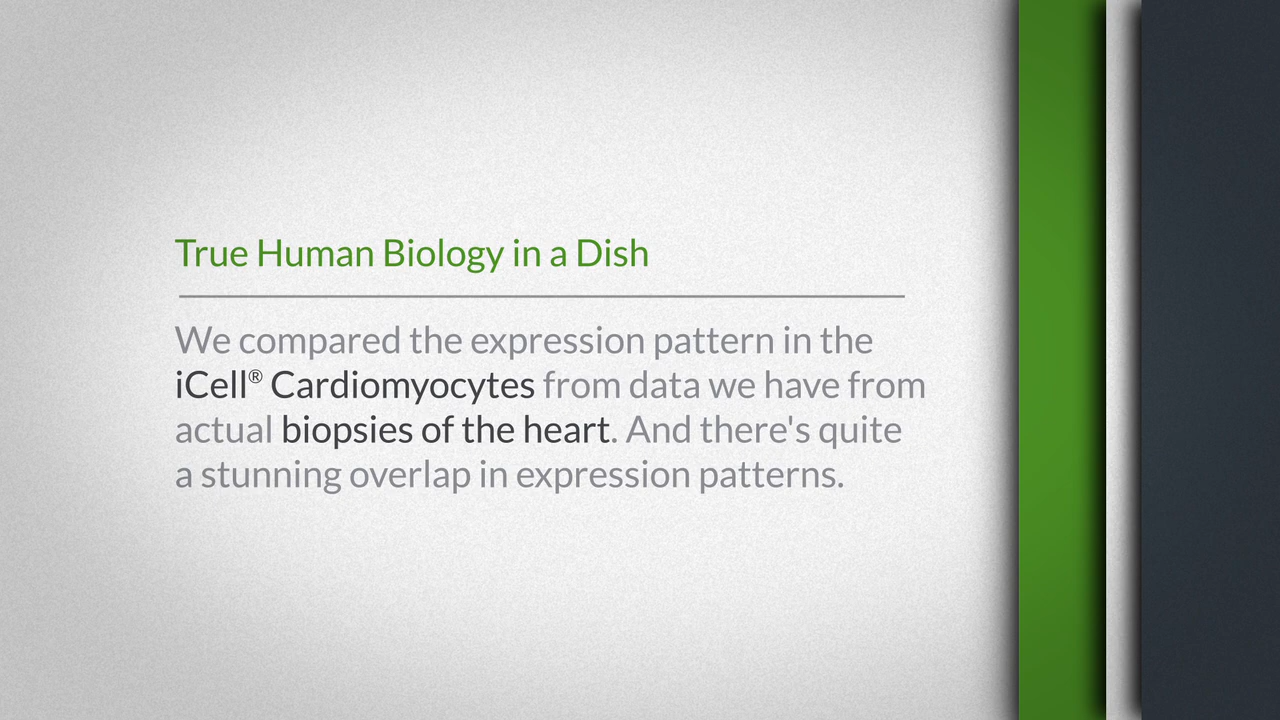 True Human Biology in a Dish
We compared the expression pattern in the
iCell® Cardiomyocytes from data we have from
actual biopsies of the heart. And there's quite
a stunning overlap in expression patterns.